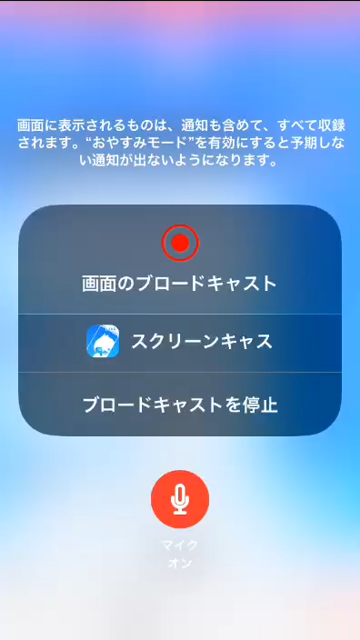 画面に表示されるものは、通知も含めて、すべて収録
されます。“おやすみモード”を有効にすると予期しな
い通知が出ないようになります。
画面のブロードキャスト
スクリーンキャス
ブロードキャストを停止
マイク
オン